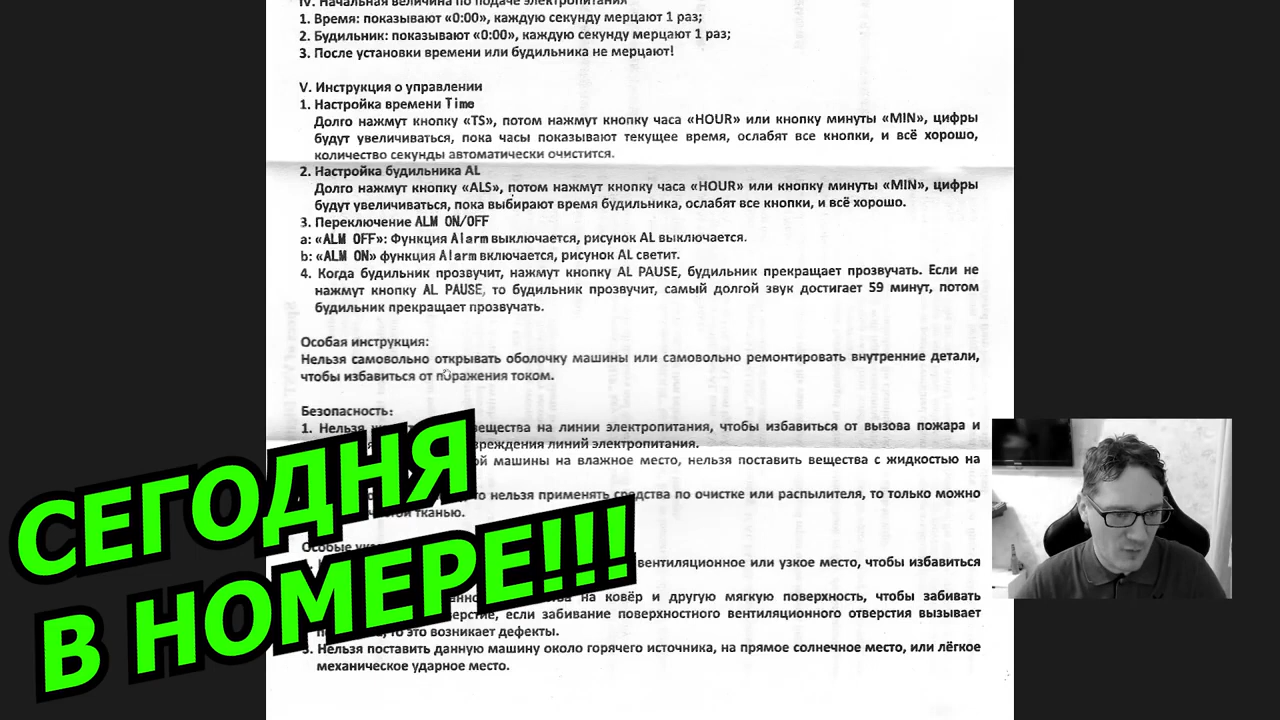 IV. Начальная величина по подаче электропитания
1. Время: показывают «0:00», каждую секунду мерцают 1 раз;
2. Будильник: показывают «0:00», каждую секунду мерцают 1 раз;
3. После установки времени или будильника не мерцают!
V. Инструкция о управлении
1. Настройка времени Time
Долго нажмут кнопку «TS», потом нажмут кнопку часа «HOUR» или кнопку минуты «MIN», цифры
будут увеличиваться, пока часы показывают текущее время, ослабят все кнопки, и всё хорошо,
количество секунды автоматически очистится.
2. Настройка будильника AL
Долго нажмут кнопку «ALS», потом нажмут кнопку часа «HOUR» или кнопку минуты «MIN», цифры
будут увеличиваться, пока выбирают время будильника, ослабят все кнопки, и всё хорошо.
3. Переключение ALM ON/OFF
a: «ALM OFF»: Функция Alarm выключается, рисунок AL выключается.
b: «ALM ON» функция Alarm включается, рисунок AL светит.
4. Когда будильник прозвучит, нажмут кнопку AL PAUSE, будильник прекращает прозвучать. Если не
нажмут кнопку AL PAUSE, то будильник прозвучит, самый долгой звук достигает 59 минут, потом
будильник прекращает прозвучать.
Особая инструкция:
Нельзя самовольно открывать оболочку машины или самовольно ремонтировать внутренние детали,
чтобы избавиться от поражения током.
Безопасность:
1. Нельзя вещества на линии электропитания, чтобы избавиться от вызова пожара и
линий электропитания.
машины на влажное место, нельзя поставить вещества с жидкостью на
нельзя применять средства по очистке или распылителя, то только можно
тканью.
Особые
вентиляционное или узкое место, чтобы избавиться
на ковёр и другую мягкую поверхность, чтобы забивать
если забивание поверхностного вентиляционного отверстия вызывает
то это возникает дефекты.
3. Нельзя поставить данную машину около горячего источника, на прямое солнечное место, или лёгкое
механическое ударное место.
СЕГОДНЯ
В НОМЕРЕ!!!